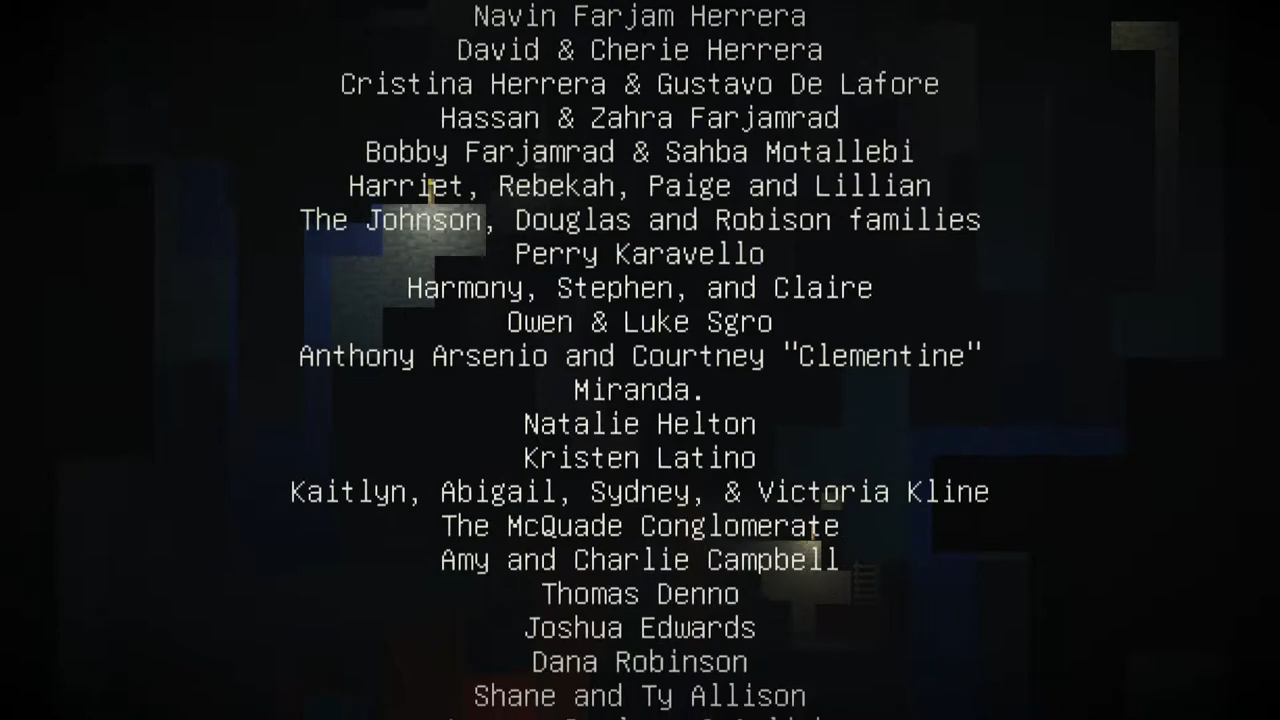 Navin Farjam Herrera
David & Cherie Herrera
Cristina Herrera & Gustavo De Lafore
Hassan & Zahra Farjamrad
Bobby Farjamrad & Sahba Motallebi
Harriet, Rebekah, Paige and Lillian
The Johnson, Douglas and Robison families
Perry Karavello
Harmony, Stephen, and Claire
Owen & Luke Sgro
Anthony Arsenio and Courtney "Clementine"
Miranda.
Natalie Helton
Kristen Latino
Kaitlyn, Abigail, Sydney, & Victoria Kline
The McQuade Conglomerate
Amy and Charlie Campbell
Thomas Denno
Joshua Edwards
Dana Robinson
Shane and Ty Allison